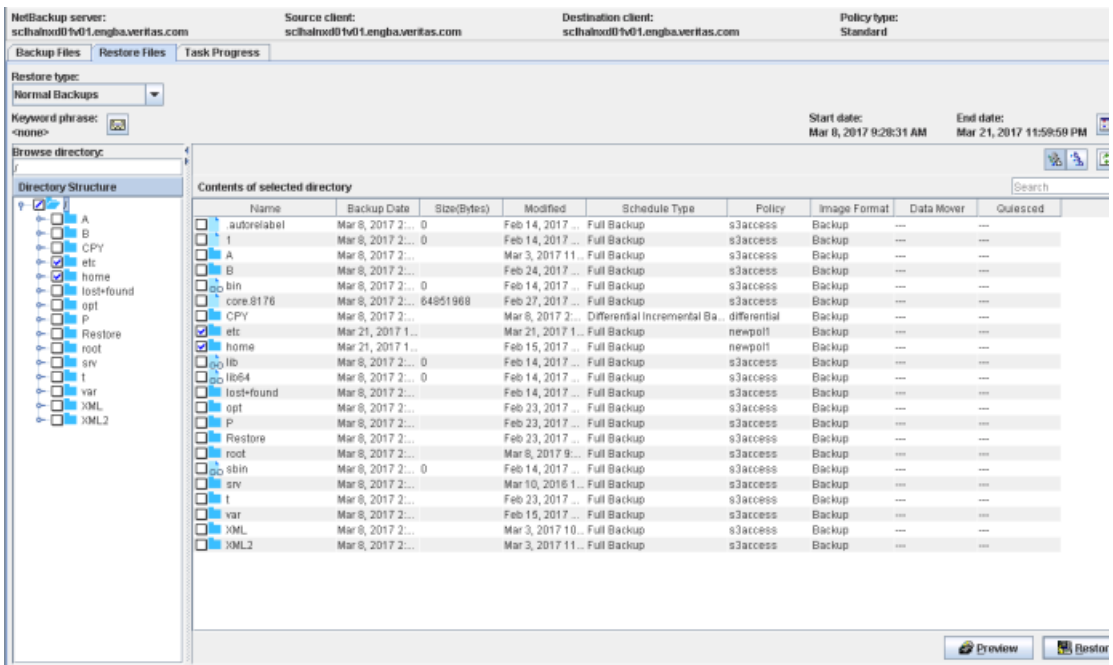 NetBackup server: Source client: Destination client: Policy type:
sclhalnxd01v01.engba.veritas.com sclhalnxd01v01.engba.veritas.com sclhalnxd01v01.engba.veritas.com Standard
Backup Files Restore Files Task Progress
Restore type:
Normal Backups
Keyword phrase: Start date: End date:
<none> Mar 8, 2017 9:28:31 AM Mar 21, 2017 11:59:59 PM
Browse directory:
/
Directory Structure
/
A
B
CPY
etc
home
lost+found
opt
P
Restore
root
srv
t
var
XML
XML2
Contents of selected directory Search
Name Backup Date Size(Bytes) Modified Schedule Type Policy Image Format Data Mover Quiesced
.autorelabel Mar 8, 2017 2:... 0 Feb 14, 2017 ... Full Backup s3access Backup --- ---
1 Mar 8, 2017 2:... 0 Feb 14, 2017 ... Full Backup s3access Backup --- ---
A Mar 8, 2017 2:... Mar 3, 2017 11... Full Backup s3access Backup --- ---
B Mar 8, 2017 2:... Feb 24, 2017 ... Full Backup s3access Backup --- ---
bin Mar 8, 2017 2:... 0 Feb 14, 2017 ... Full Backup s3access Backup --- ---
core.8176 Mar 8, 2017 2:... 64851968 Feb 27, 2017 ... Full Backup s3access Backup --- ---
CPY Mar 8, 2017 2:... Mar 8, 2017 2:... Differential Incremental Ba... differential Backup --- ---
etc Mar 21, 2017 1... Mar 21, 2017 1... Full Backup newpol1 Backup --- ---
home Mar 21, 2017 1... Feb 15, 2017 ... Full Backup newpol1 Backup --- ---
lib Mar 8, 2017 2:... 0 Feb 14, 2017 ... Full Backup s3access Backup --- ---
lib64 Mar 8, 2017 2:... 0 Feb 14, 2017 ... Full Backup s3access Backup --- ---
lost+found Mar 8, 2017 2:... Feb 14, 2017 ... Full Backup s3access Backup --- ---
opt Mar 8, 2017 2:... Feb 23, 2017 ... Full Backup s3access Backup --- ---
P Mar 8, 2017 2:... Feb 23, 2017 ... Full Backup s3access Backup --- ---
Restore Mar 8, 2017 2:... Feb 23, 2017 ... Full Backup s3access Backup --- ---
root Mar 8, 2017 2:... Mar 8, 2017 9:... Full Backup s3access Backup --- ---
sbin Mar 8, 2017 2:... 0 Feb 14, 2017 ... Full Backup s3access Backup --- ---
srv Mar 8, 2017 2:... Mar 10, 2016 1... Full Backup s3access Backup --- ---
t Mar 8, 2017 2:... Feb 23, 2017 ... Full Backup s3access Backup --- ---
var Mar 8, 2017 2:... Feb 15, 2017 ... Full Backup s3access Backup --- ---
XML Mar 8, 2017 2:... Mar 3, 2017 10... Full Backup s3access Backup --- ---
XML2 Mar 8, 2017 2:... Mar 3, 2017 11... Full Backup s3access Backup --- ---
Preview Restor